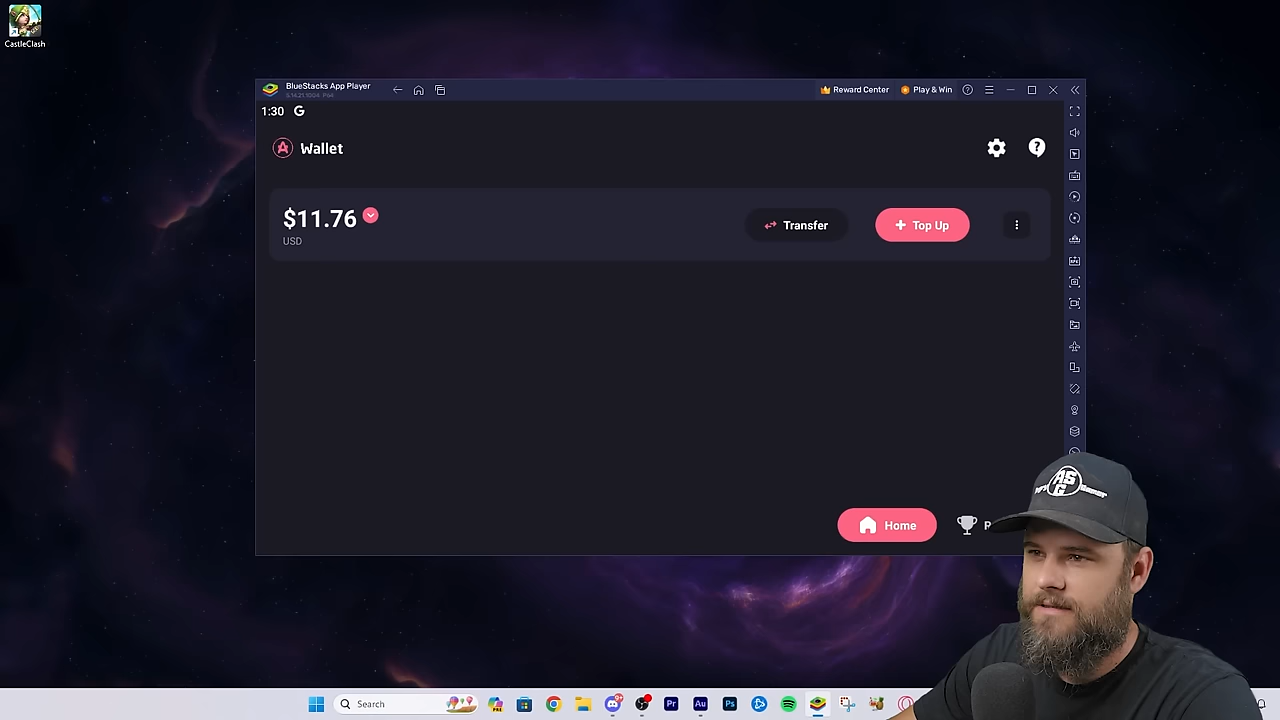 CastleClash
BlueStacks App Player
Reward Center
Play & Win
1:30 G
Wallet
$11.76
USD
Transfer
Top Up
Home
P
Search